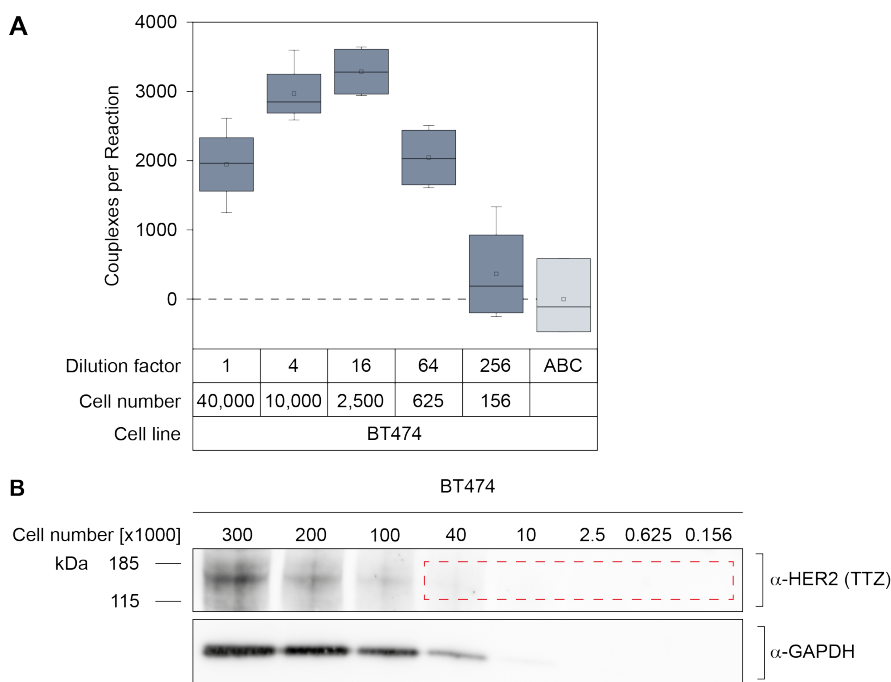 A
Couplexes per Reaction
4000
3000
2000
1000
0
Dilution factor 1 4 16 64 256 ABC
Cell number 40,000 10,000 2,500 625 156
Cell line BT474
B
BT474
Cell number [x1000] 300 200 100 40 10 2.5 0.625 0.156
kDa 185
115
α-HER2 (TTZ)
α-GAPDH